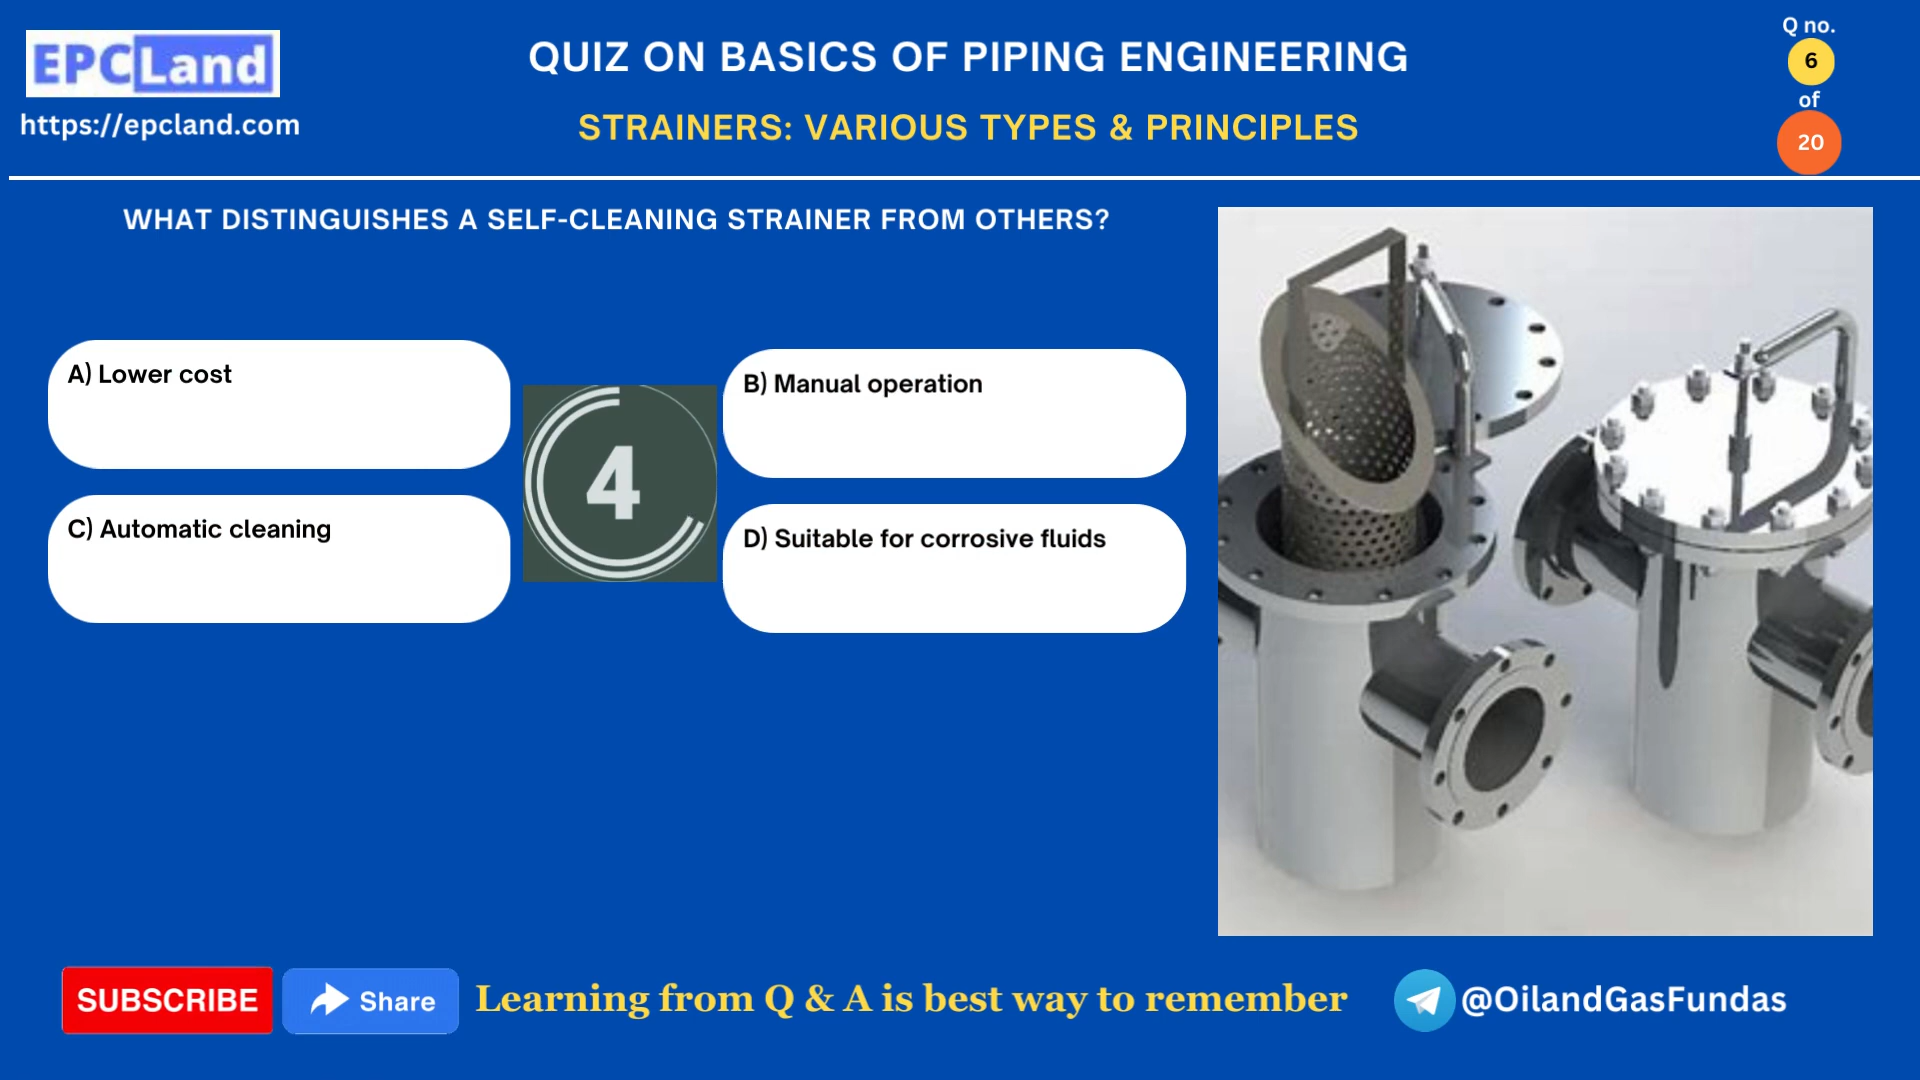 EPCLand
https://epcland.com
QUIZ ON BASICS OF PIPING ENGINEERING
STRAINERS: VARIOUS TYPES & PRINCIPLES
Q no.
6
of
20
WHAT DISTINGUISHES A SELF-CLEANING STRAINER FROM OTHERS?
A) Lower cost
B) Manual operation
4
C) Automatic cleaning
D) Suitable for corrosive fluids
SUBSCRIBE
Share
Learning from Q & A is best way to remember
@OilandGasFundas